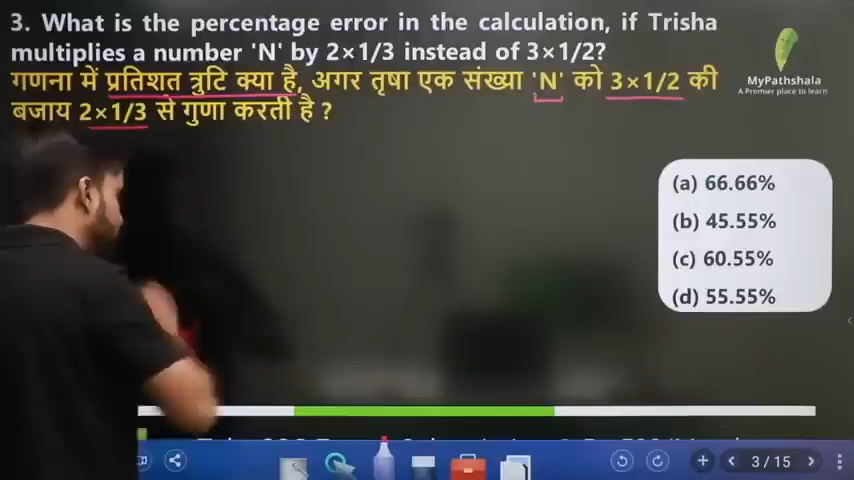 3. What is the percentage error in the calculation, if Trisha
multiplies a number 'N' by 2×1/3 instead of 3×1/2?
गणना में प्रतिशत त्रुटि क्या है, अगर तृषा एक संख्या 'N' को 3×1/2 की
बजाय 2×1/3 से गुणा करती है ?
MyPathshala
A Premier place to learn
(a) 66.66%
(b) 45.55%
(c) 60.55%
(d) 55.55%
3 / 15